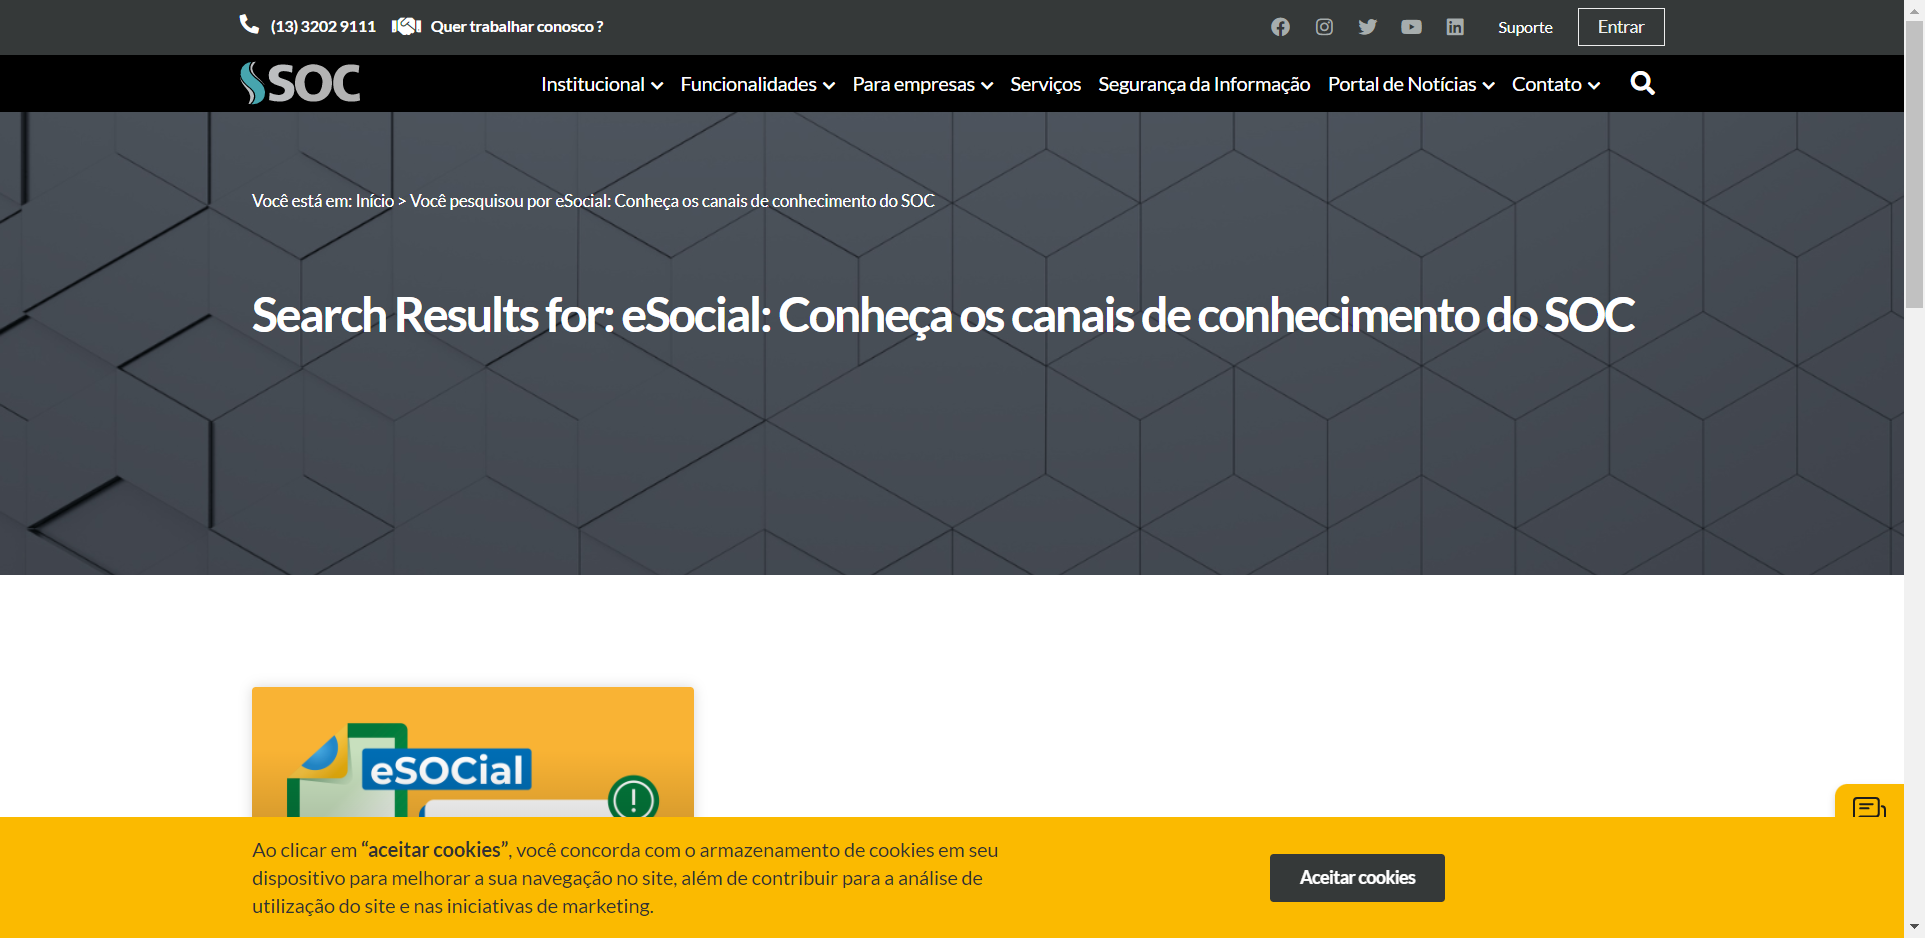 (13) 3202 9111 Quer trabalhar conosco ? Suporte Entrar
SOC Institucional Funcionalidades Para empresas Serviços Segurança da Informação Portal de Notícias Contato
Você está em: Início > Você pesquisou por eSocial: Conheça os canais de conhecimento do SOC
Search Results for: eSocial: Conheça os canais de conhecimento do SOC
eSOCial
Ao clicar em “aceitar cookies”, você concorda com o armazenamento de cookies em seu
dispositivo para melhorar a sua navegação no site, além de contribuir para a análise de
utilização do site e nas iniciativas de marketing.
Aceitar cookies